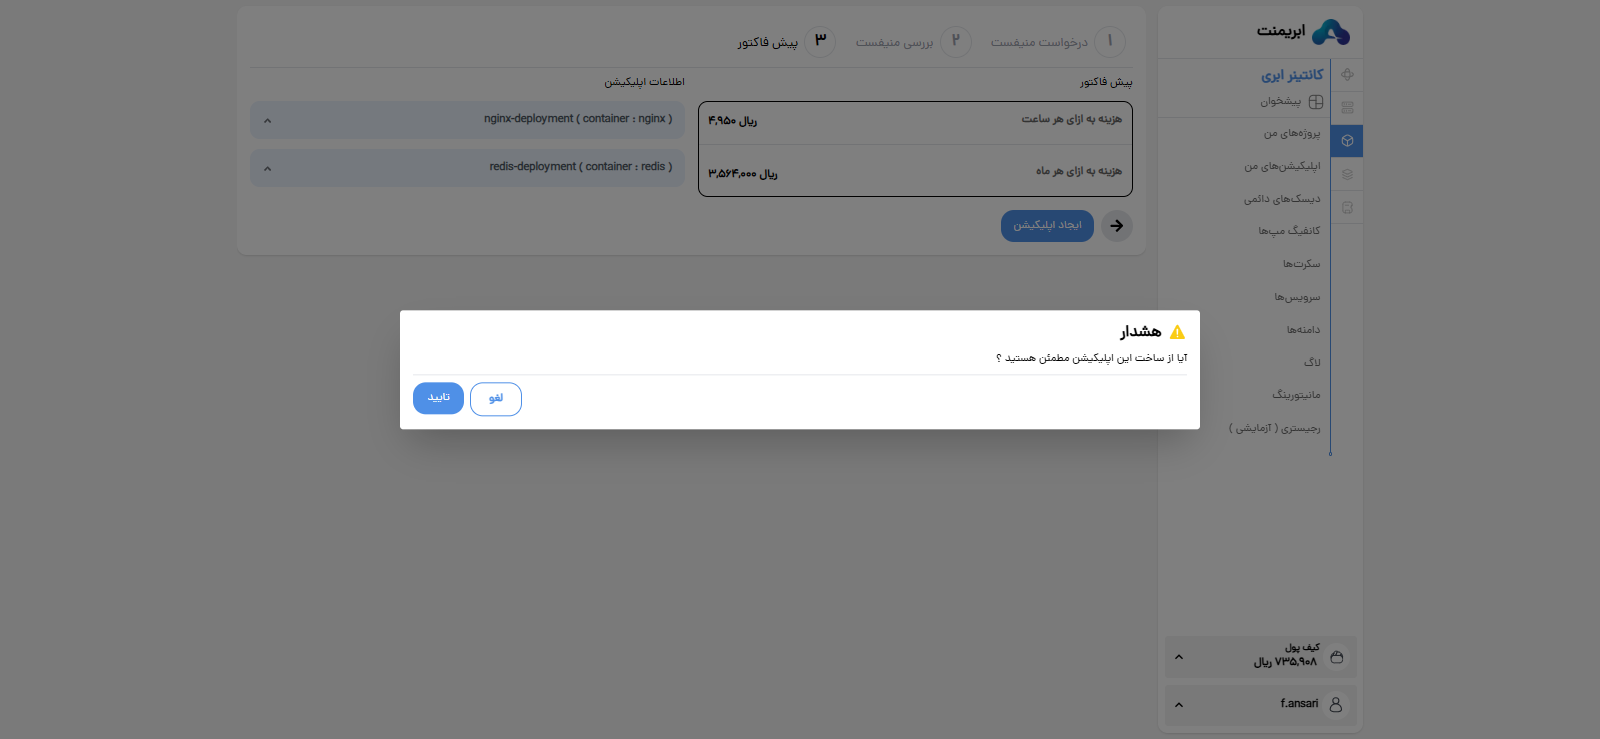 ابریمنت
کانتینر ابری
پیشخوان
پروژه‌های من
اپلیکیشن‌های من
دیسک‌های دائمی
کانفیگ مپ‌ها
سکرت‌ها
سرویس‌ها
دامنه‌ها
لاگ
مانیتورینگ
رجیستری ( آزمایشی )
کیف پول
۷۳۵,۹۰۸ ریال
f.ansari
۱ درخواست منیفست ۲ بررسی منیفست ۳ پیش فاکتور
پیش فاکتور
هزینه به ازای هر ساعت ۴,۹۵۰ ریال
هزینه به ازای هر ماه ۳,۵۶۴,۰۰۰ ریال
ایجاد اپلیکیشن
اطلاعات اپلیکیشن
nginx-deployment ( container : nginx )
redis-deployment ( container : redis )
هشدار
آیا از ساخت این اپلیکیشن مطمئن هستید ؟
لغو تایید